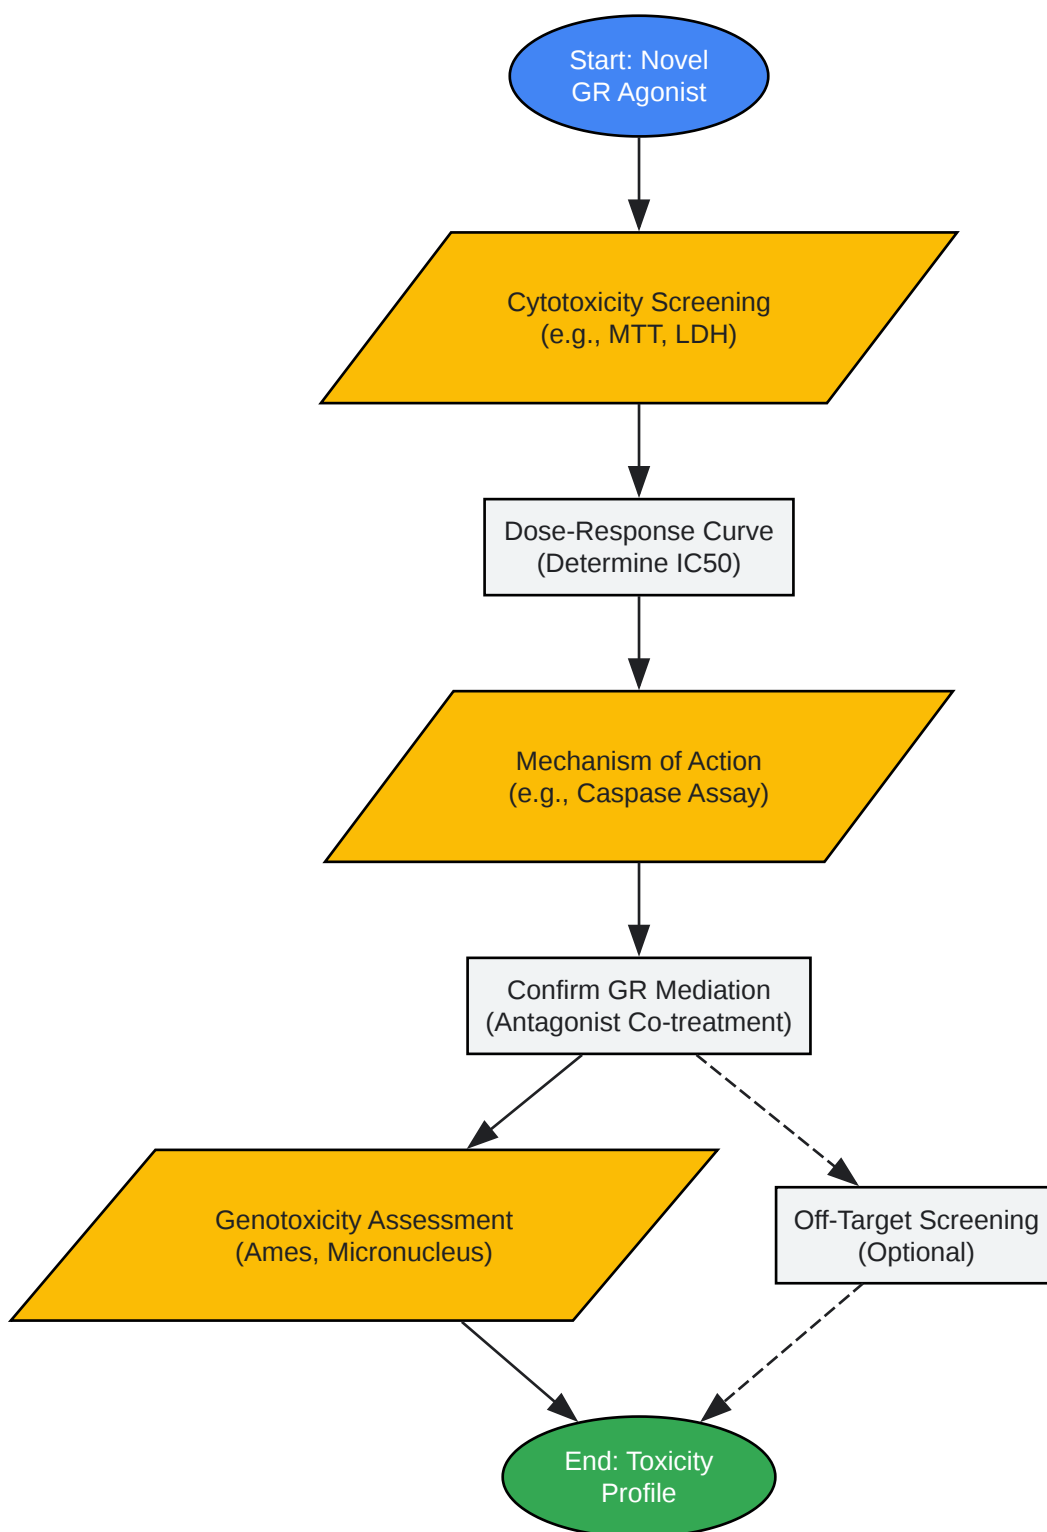 Start: Novel
GR Agonist
Cytotoxicity Screening
(e.g., MTT, LDH)
Dose-Response Curve
(Determine IC50)
Mechanism of Action
(e.g., Caspase Assay)
Confirm GR Mediation
(Antagonist Co-treatment)
Genotoxicity Assessment
(Ames, Micronucleus)
Off-Target Screening
(Optional)
End: Toxicity
Profile